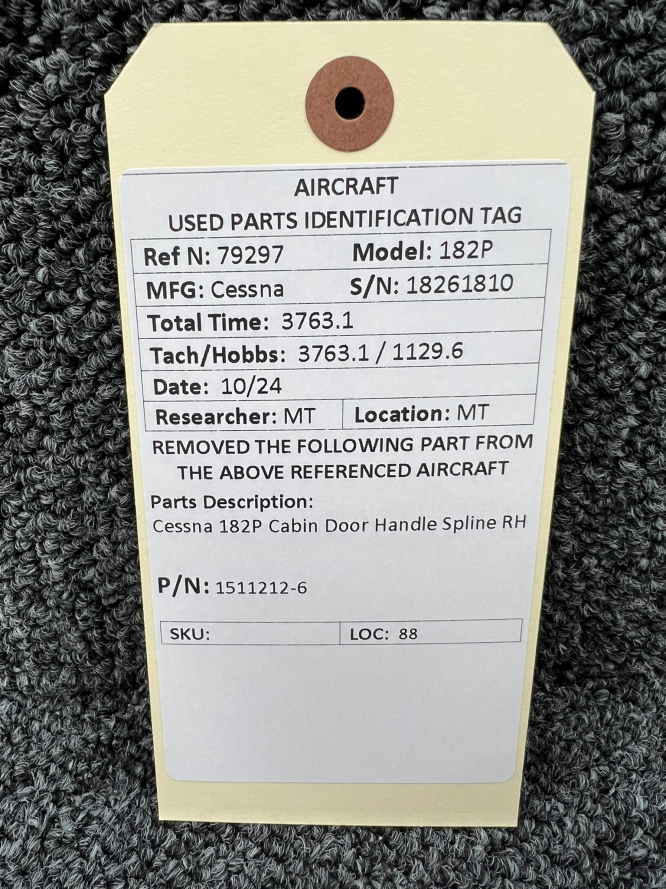 AIRCRAFT
USED PARTS IDENTIFICATION TAG
Ref N: 79297 Model: 182P
MFG: Cessna S/N: 18261810
Total Time: 3763.1
Tach/Hobbs: 3763.1 / 1129.6
Date: 10/24
Researcher: MT Location: MT
REMOVED THE FOLLOWING PART FROM
THE ABOVE REFERENCED AIRCRAFT
Parts Description:
Cessna 182P Cabin Door Handle Spline RH
P/N: 1511212-6
SKU: LOC: 88